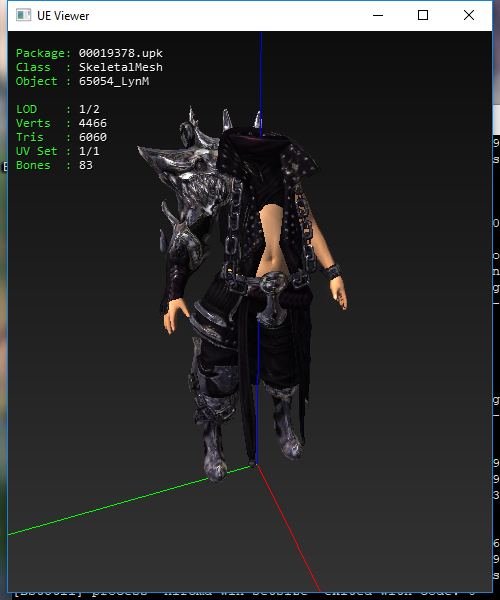 UE Viewer
Package: 00019378.upk
Class : SkeletalMesh
Object : 65054_LynM
LOD : 1/2
Verts : 4466
Tris : 6060
UV Set : 1/1
Bones : 83